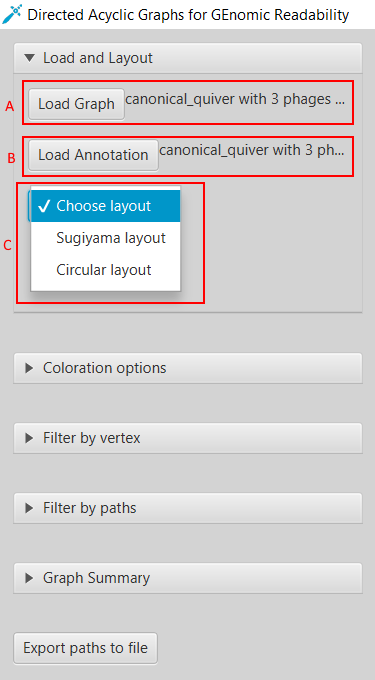 Directed Acyclic Graphs for GEnomic Readability
Load and Layout
A
Load Graph canonical_quiver with 3 phages ...
B
Load Annotation canonical_quiver with 3 ph...
Choose layout
C
Sugiyama layout
Circular layout
Coloration options
Filter by vertex
Filter by paths
Graph Summary
Export paths to file